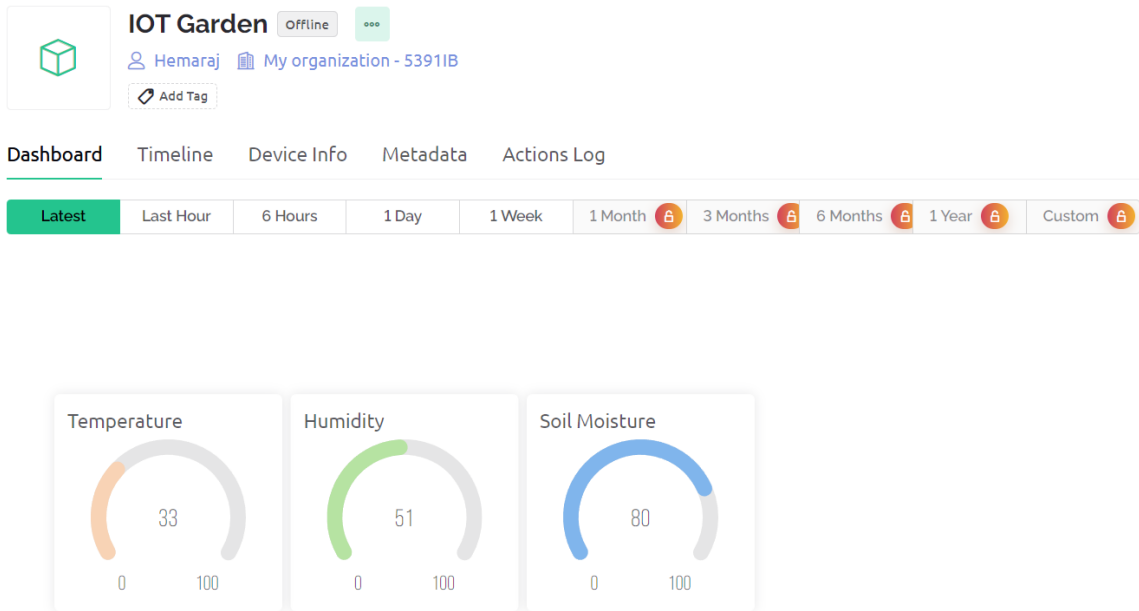 IOT Garden Offline
Hemaraj My organization - 5391IB
Add Tag
Dashboard Timeline Device Info Metadata Actions Log
Latest Last Hour 6 Hours 1 Day 1 Week 1 Month 3 Months 6 Months 1 Year Custom
Temperature Humidity Soil Moisture
33 51 80
0 100 0 100 0 100